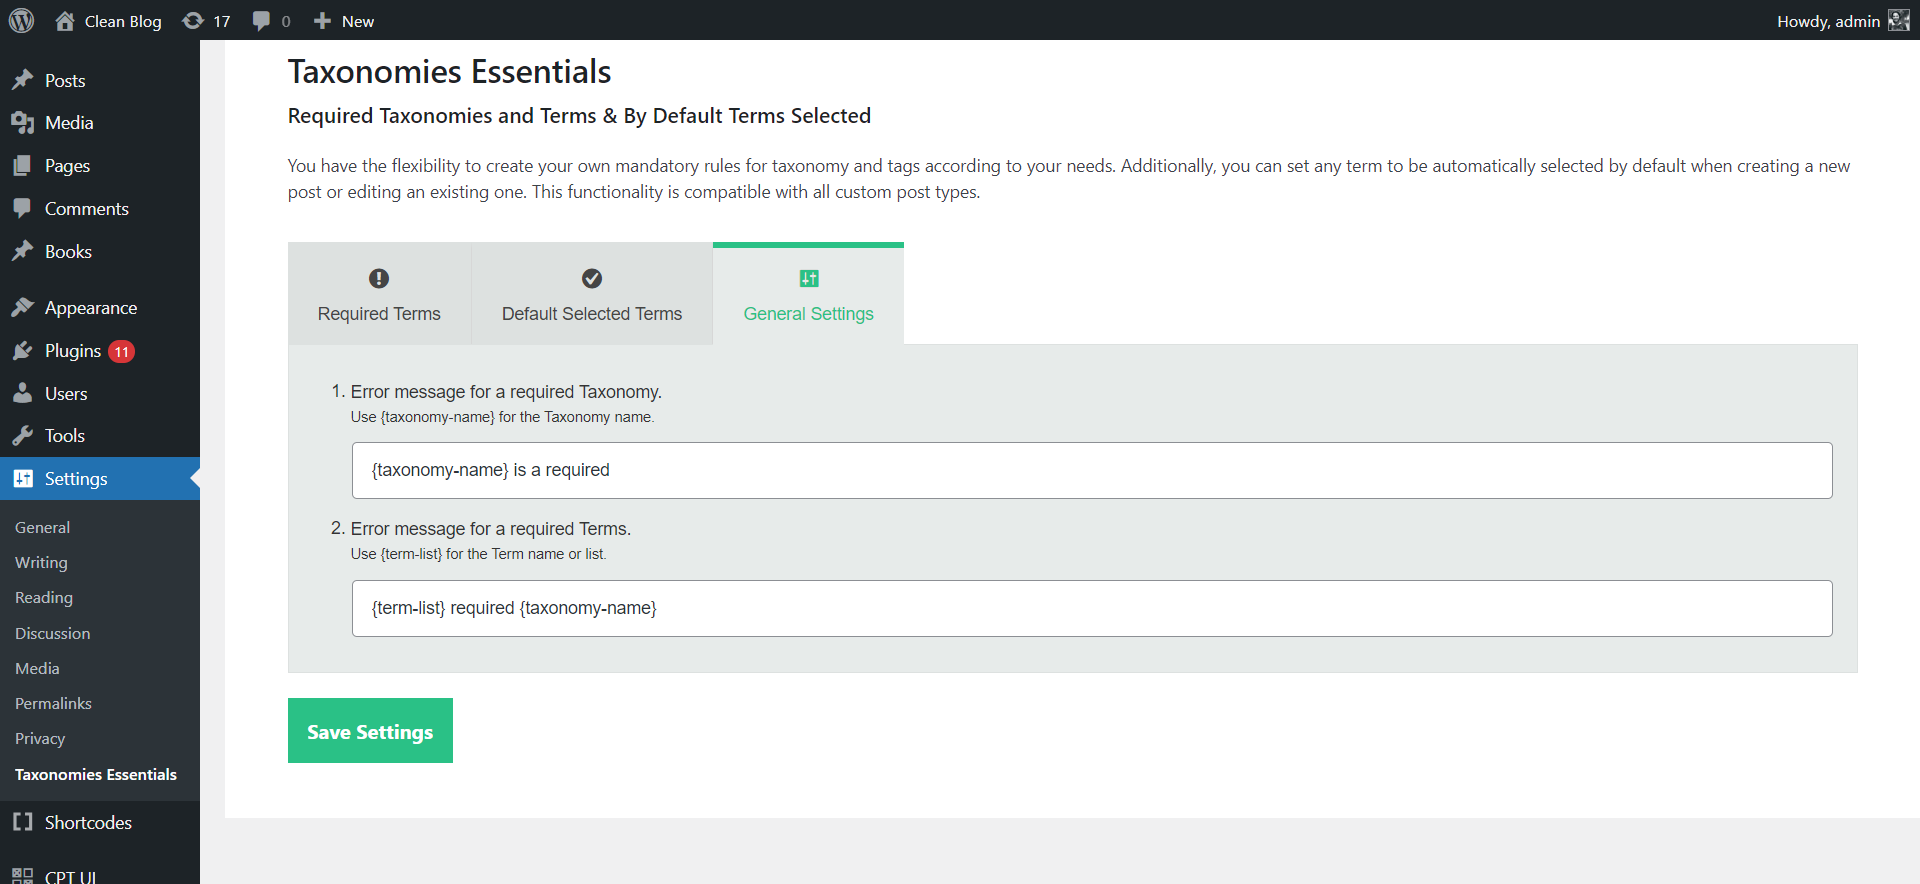 Clean Blog 17 0 New Howdy, admin
Posts
Media
Pages
Comments
Books
Appearance
Plugins 11
Users
Tools
Settings
General
Writing
Reading
Discussion
Media
Permalinks
Privacy
Taxonomies Essentials
Shortcodes
CPT UI
Taxonomies Essentials
Required Taxonomies and Terms & By Default Terms Selected
You have the flexibility to create your own mandatory rules for taxonomy and tags according to your needs. Additionally, you can set any term to be automatically selected by default when creating a new
post or editing an existing one. This functionality is compatible with all custom post types.
Required Terms
Default Selected Terms
General Settings
1. Error message for a required Taxonomy.
Use {taxonomy-name} for the Taxonomy name.
{taxonomy-name} is a required
2. Error message for a required Terms.
Use {term-list} for the Term name or list.
{term-list} required {taxonomy-name}
Save Settings